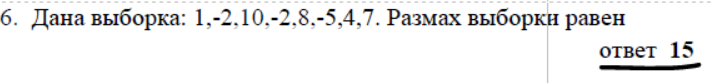 6. Дана выборка: 1,-2,10,-2,8,-5,4,7. Размах выборки равен
ответ 15